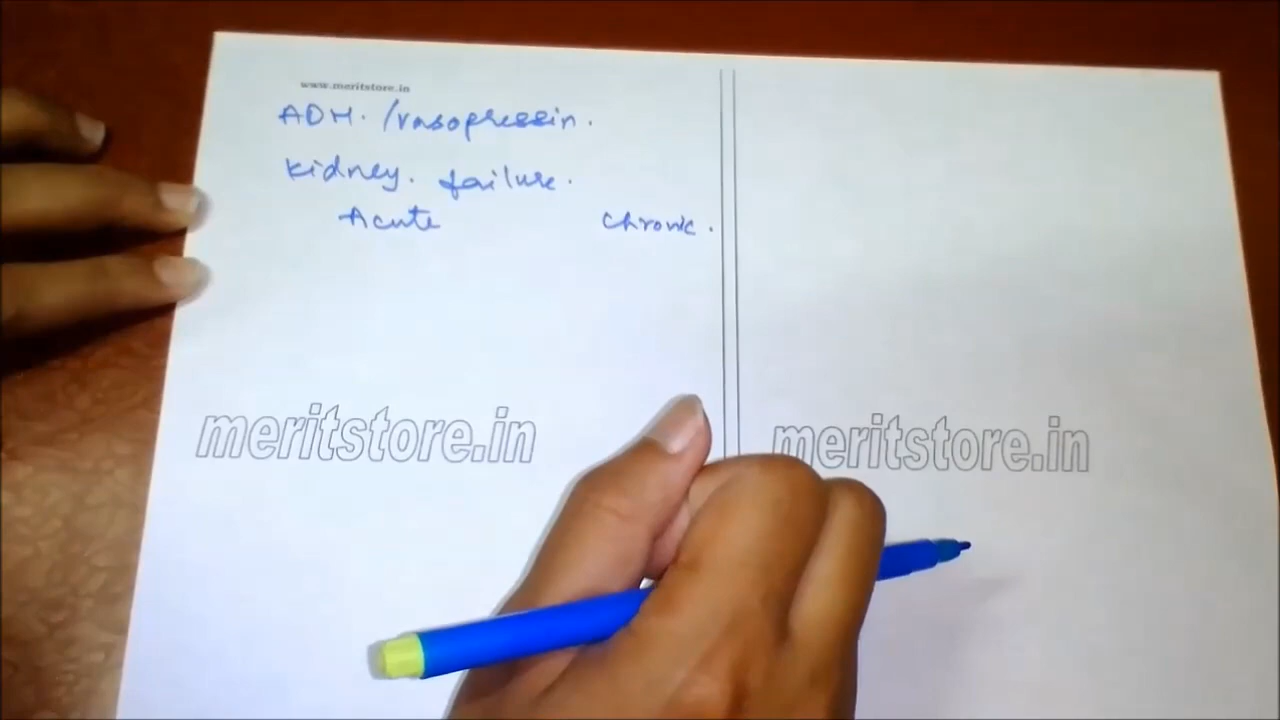 www.meritstore.in
ADH. /vasopressin.
kidney. failure.
Acute chronic.
meritstore.in meritstore.in